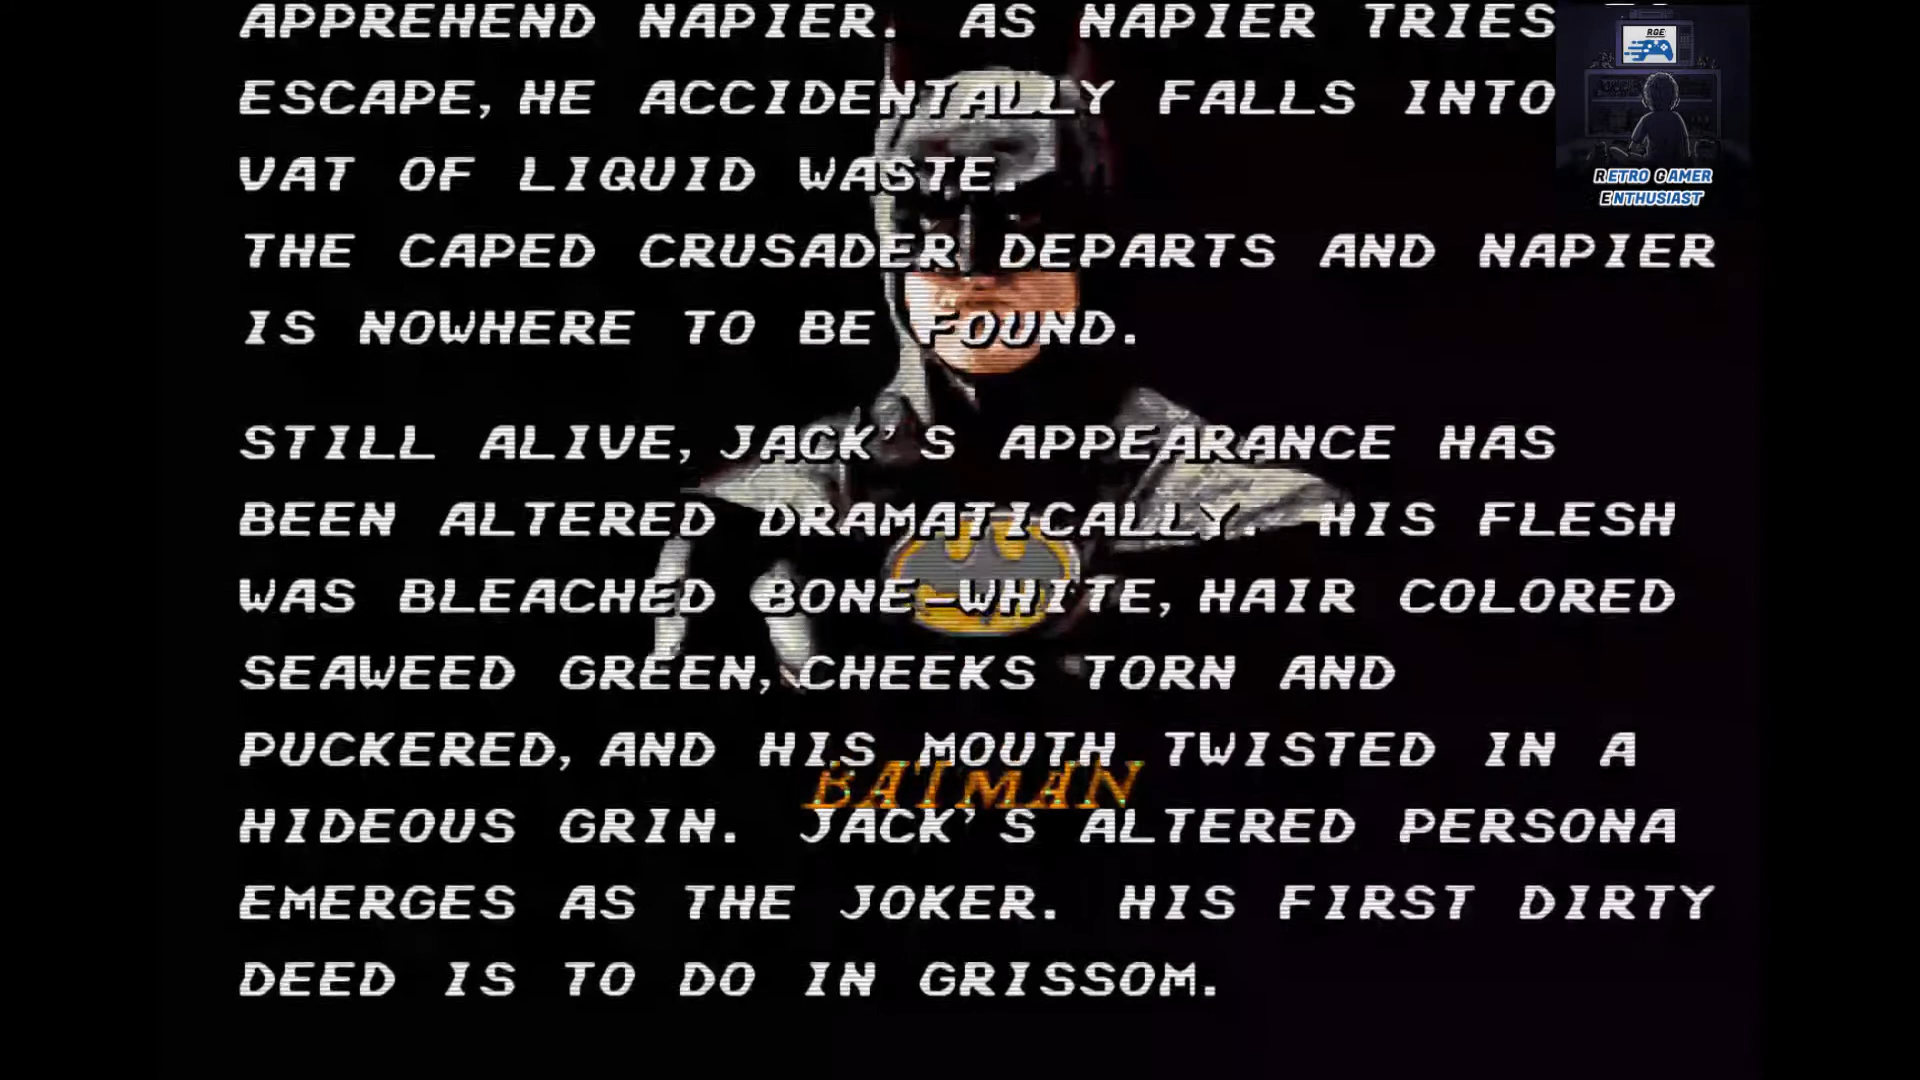 APPREHEND NAPIER. AS NAPIER TRIES
ESCAPE, HE ACCIDENTALLY FALLS INTO
VAT OF LIQUID WASTE.
THE CAPED CRUSADER DEPARTS AND NAPIER
IS NOWHERE TO BE FOUND.
STILL ALIVE, JACK'S APPEARANCE HAS
BEEN ALTERED DRAMATICALLY. HIS FLESH
WAS BLEACHED BONE-WHITE, HAIR COLORED
SEAWEED GREEN, CHEEKS TORN AND
PUCKERED, AND HIS MOUTH TWISTED IN A
BATMAN
HIDEOUS GRIN. JACK'S ALTERED PERSONA
EMERGES AS THE JOKER. HIS FIRST DIRTY
DEED IS TO DO IN GRISSOM.
RGE
RETRO GAMER
ENTHUSIAST